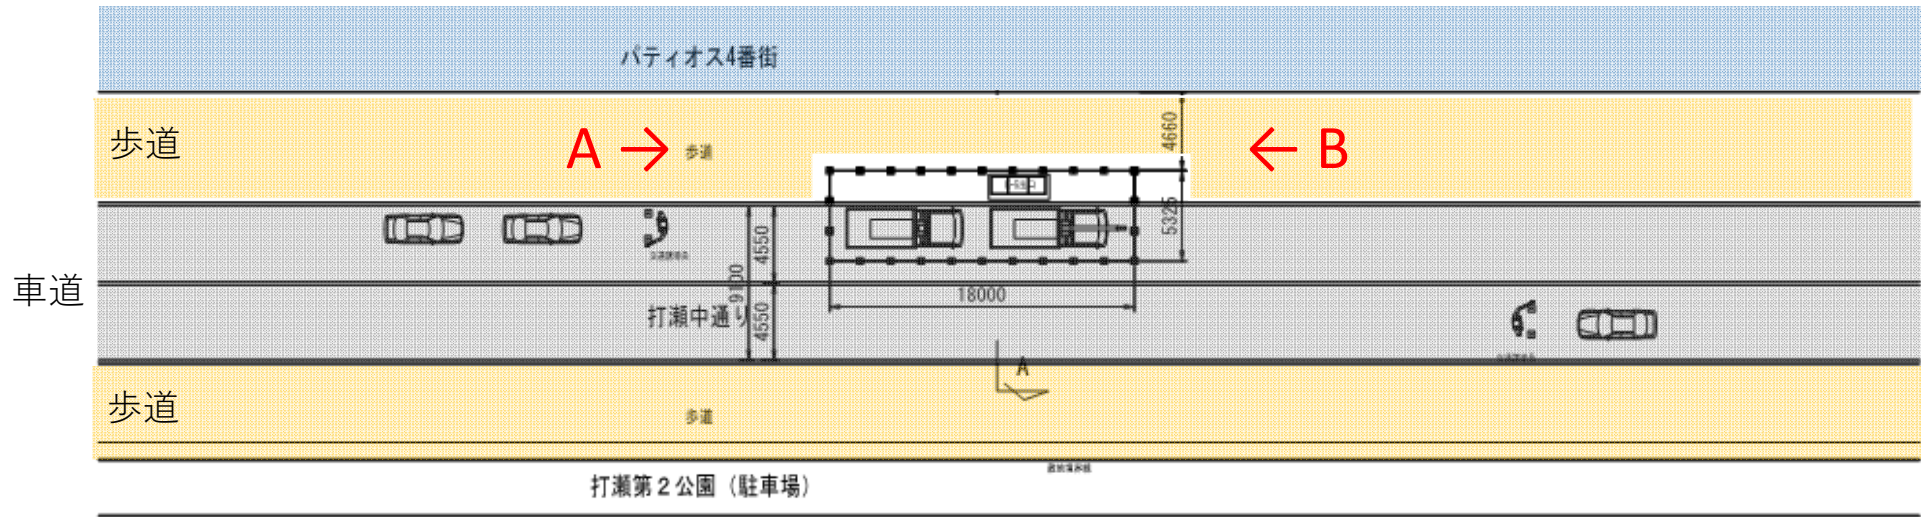 パティオス4番街
歩道
A → 歩道
← B
4660
5325
4550
9100
4550
18000
車道
打瀬中通り
A
歩道
歩道
打瀬第2公園（駐車場）